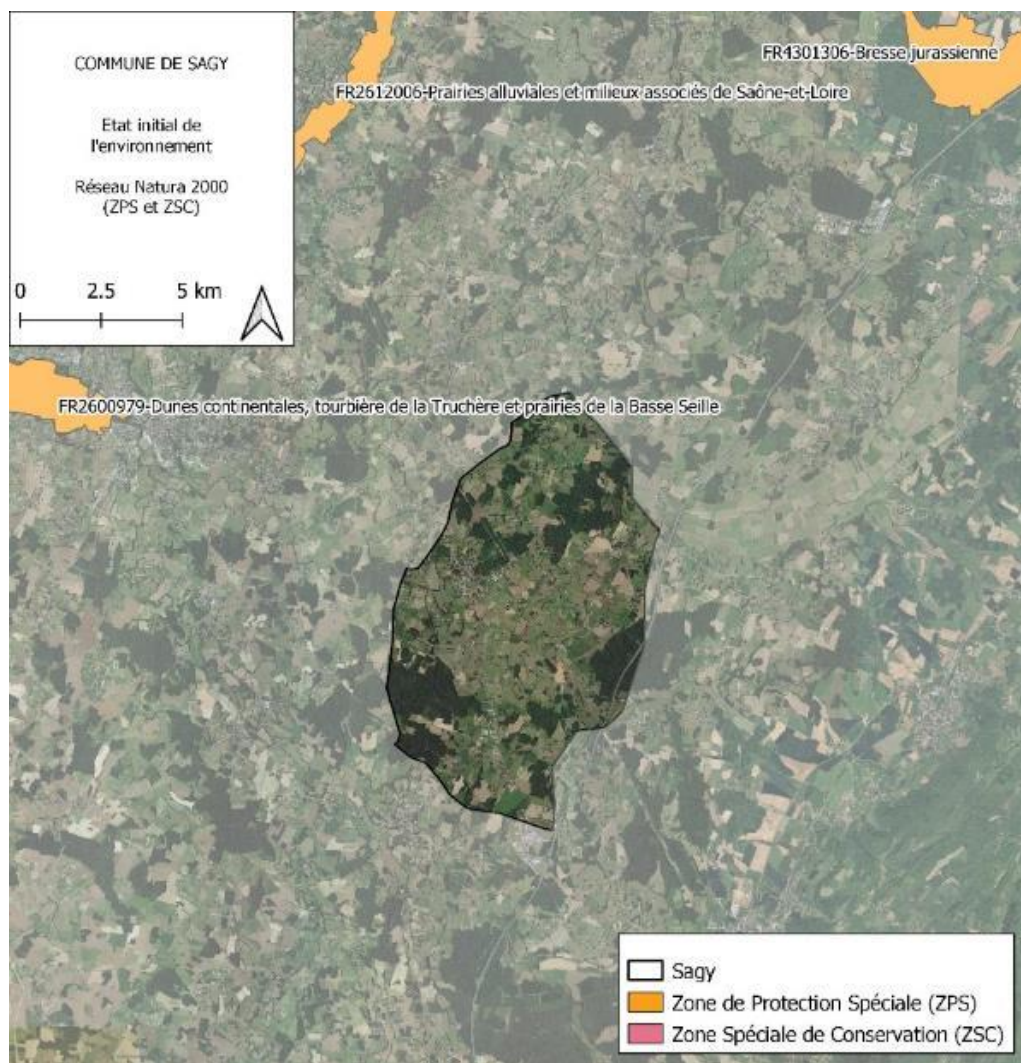 COMMUNE DE SAGY
Etat initial de
l'environnement
Réseau Natura 2000
(ZPS et ZSC)
0 2.5 5 km
FR4301306-Bresse jurassienne
FR2612006-Prairies alluviales et milieux associés de Saône-et-Loire
FR2600979-Dunes continentales, tourbière de la Truchère et prairies de la Basse Seille
Sagy
Zone de Protection Spéciale (ZPS)
Zone Spéciale de Conservation (ZSC)